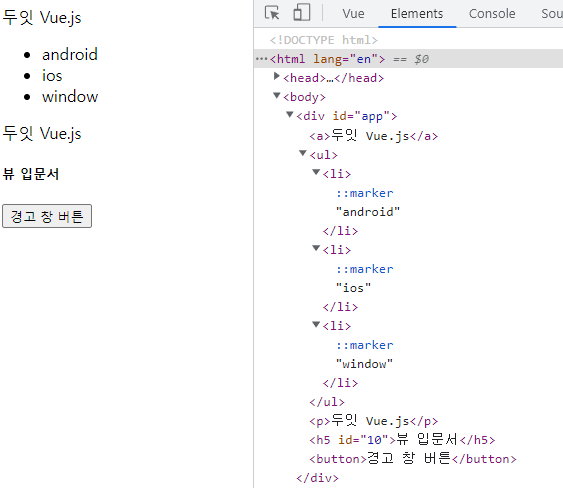 두잇 Vue.js
android
ios
window
두잇 Vue.js
뷰 입문서
경고 창 버튼
Vue Elements Console Sou
<!DOCTYPE html>
<html lang="en"> == $0
<head>…</head>
<body>
<div id="app">
<a>두잇 Vue.js</a>
<ul>
<li>
::marker
"android"
</li>
<li>
::marker
"ios"
</li>
<li>
::marker
"window"
</li>
</ul>
<p>두잇 Vue.js</p>
<h5 id="10">뷰 입문서</h5>
<button>경고 창 버튼</button>
</div>